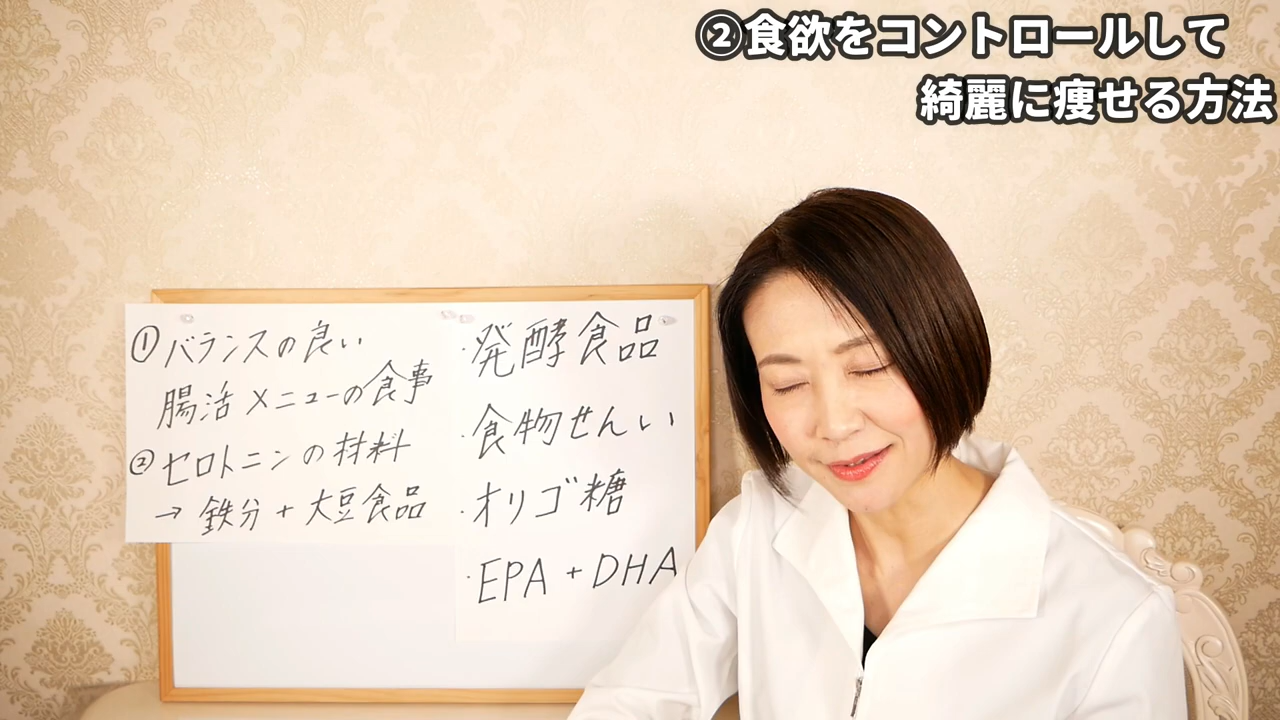 ②食欲をコントロールして
綺麗に痩せる方法
①バランスの良い
腸活メニューの食事
②セロトニンの材料
→鉄分+大豆食品
・発酵食品
・食物せんい
・オリゴ糖
・EPA+DHA